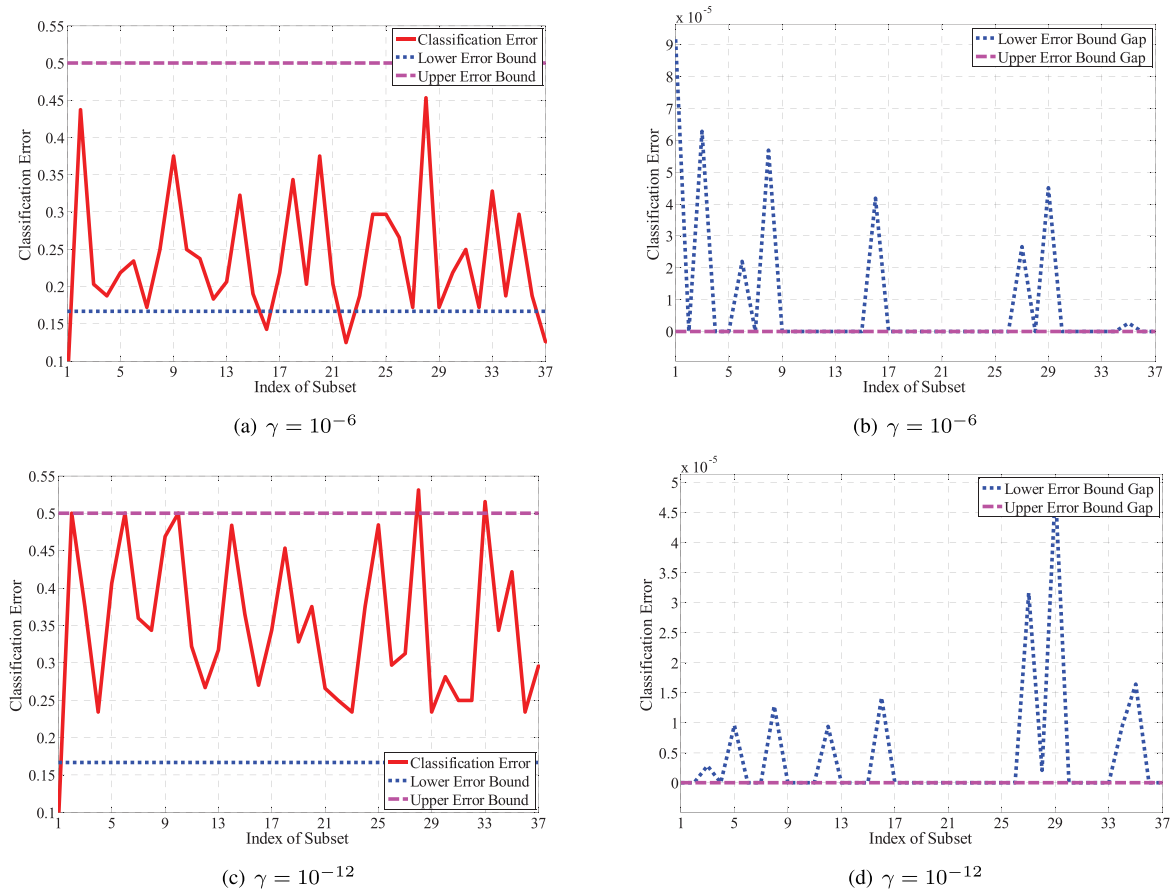 0.55
0.5
0.45
0.4
0.35
0.3
0.25
0.2
0.15
0.1
Classification Error
Classification Error
Lower Error Bound
Upper Error Bound
1 5 9 13 17 21 25 29 33 37
Index of Subset
(a) γ = 10⁻⁶
x 10⁻⁵
9
8
7
6
5
4
3
2
1
0
Classification Error
Lower Error Bound Gap
Upper Error Bound Gap
1 5 9 13 17 21 25 29 33 37
Index of Subset
(b) γ = 10⁻⁶
0.55
0.5
0.45
0.4
0.35
0.3
0.25
0.2
0.15
0.1
Classification Error
Classification Error
Lower Error Bound
Upper Error Bound
1 5 9 13 17 21 25 29 33 37
Index of Subset
(c) γ = 10⁻¹²
x 10⁻⁵
5
4.5
4
3.5
3
2.5
2
1.5
1
0.5
0
Classification Error
Lower Error Bound Gap
Upper Error Bound Gap
1 5 9 13 17 21 25 29 33 37
Index of Subset
(d) γ = 10⁻¹²